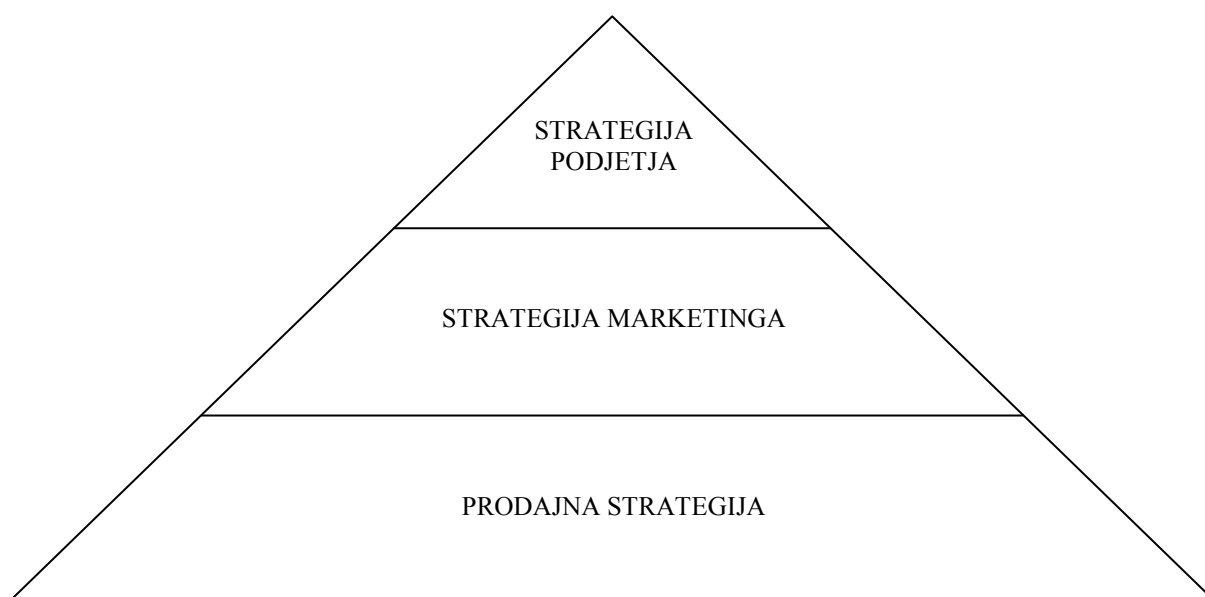 STRATEGIJA
PODJETJA
STRATEGIJA MARKETINGA
PRODAJNA STRATEGIJA